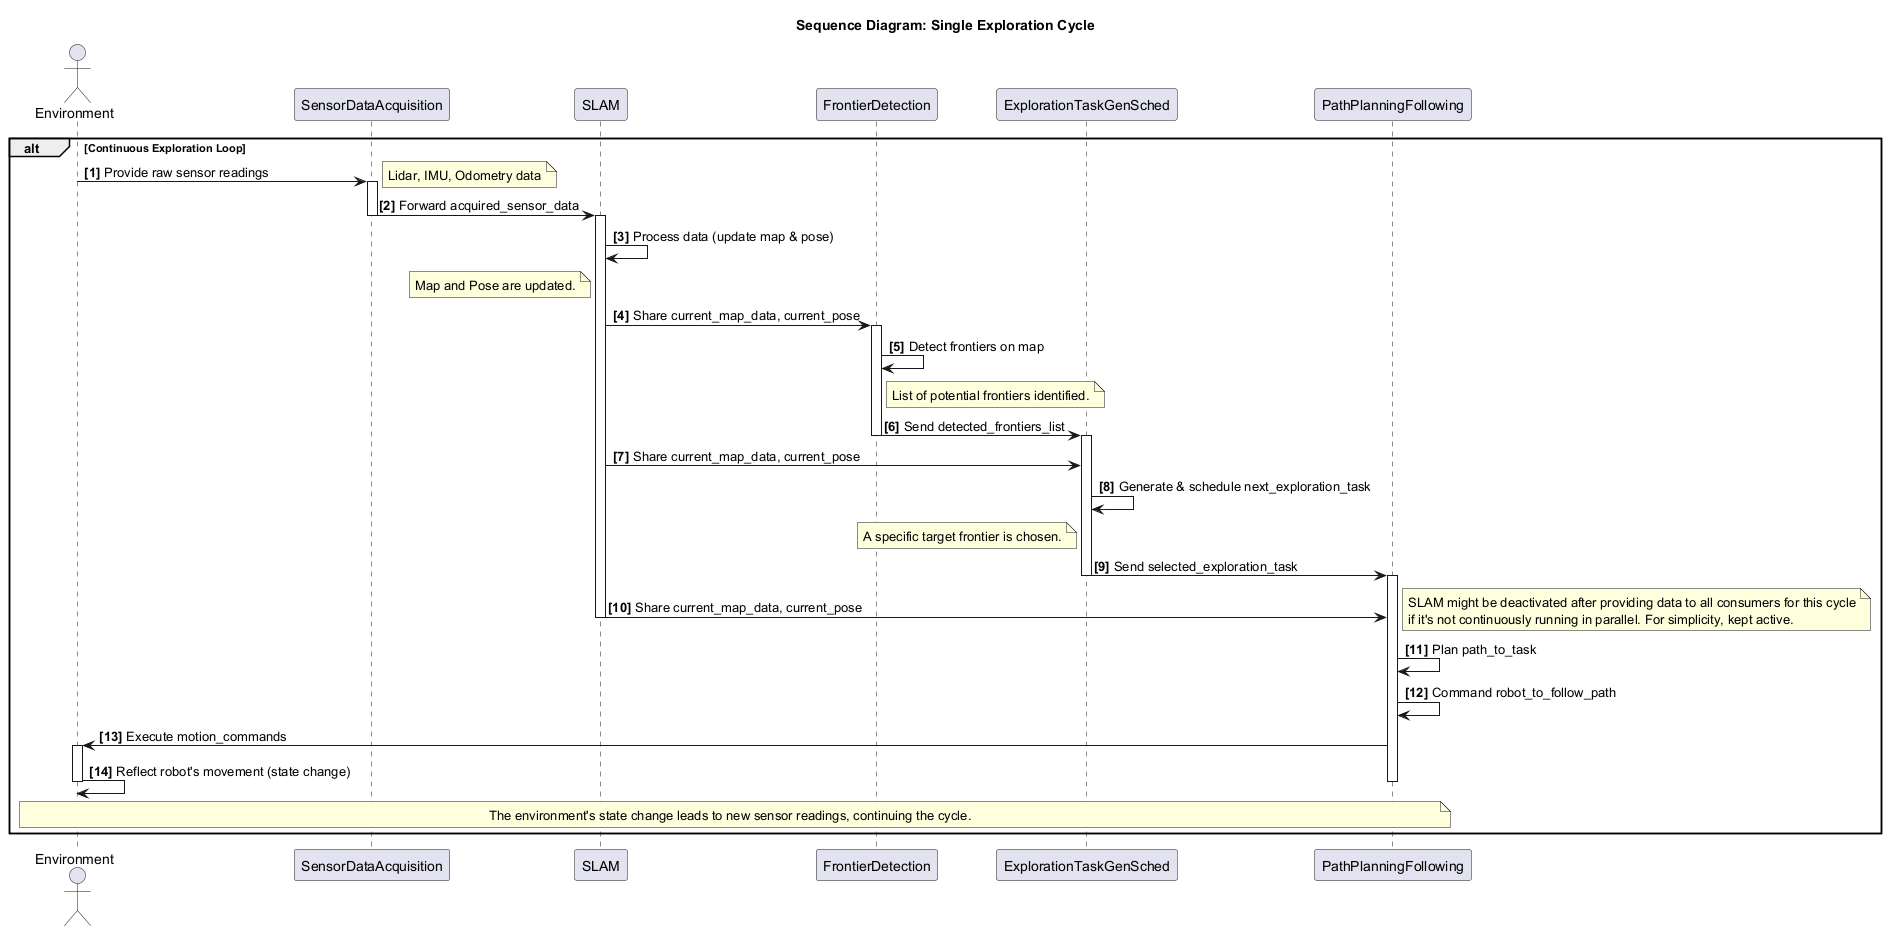 Sequence Diagram: Single Exploration Cycle
Environment
SensorDataAcquisition
SLAM
FrontierDetection
ExplorationTaskGenSched
PathPlanningFollowing
alt
[Continuous Exploration Loop]
[1] Provide raw sensor readings
Lidar, IMU, Odometry data
[2] Forward acquired_sensor_data
[3] Process data (update map & pose)
Map and Pose are updated.
[4] Share current_map_data, current_pose
[5] Detect frontiers on map
List of potential frontiers identified.
[6] Send detected_frontiers_list
[7] Share current_map_data, current_pose
[8] Generate & schedule next_exploration_task
A specific target frontier is chosen.
[9] Send selected_exploration_task
[10] Share current_map_data, current_pose
SLAM might be deactivated after providing data to all consumers for this cycle
if it's not continuously running in parallel. For simplicity, kept active.
[11] Plan path_to_task
[12] Command robot_to_follow_path
[13] Execute motion_commands
[14] Reflect robot's movement (state change)
The environment's state change leads to new sensor readings, continuing the cycle.
Environment
SensorDataAcquisition
SLAM
FrontierDetection
ExplorationTaskGenSched
PathPlanningFollowing